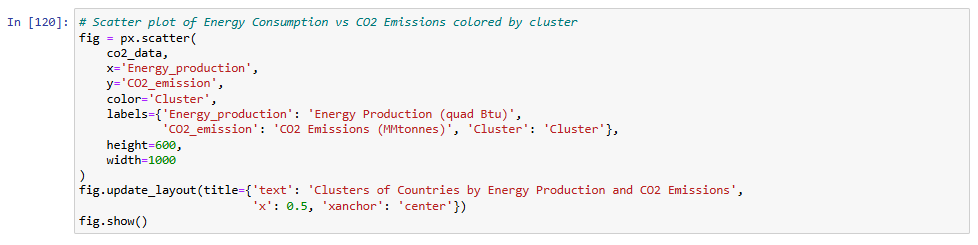 In [120]: # Scatter plot of Energy Consumption vs CO2 Emissions colored by cluster
fig = px.scatter(
    co2_data,
    x='Energy_production',
    y='CO2_emission',
    color='Cluster',
    labels={'Energy_production': 'Energy Production (quad Btu)',
            'CO2_emission': 'CO2 Emissions (MMtonnes)', 'Cluster': 'Cluster'},
    height=600,
    width=1000
)
fig.update_layout(title={'text': 'Clusters of Countries by Energy Production and CO2 Emissions',
                         'x': 0.5, 'xanchor': 'center'})
fig.show()